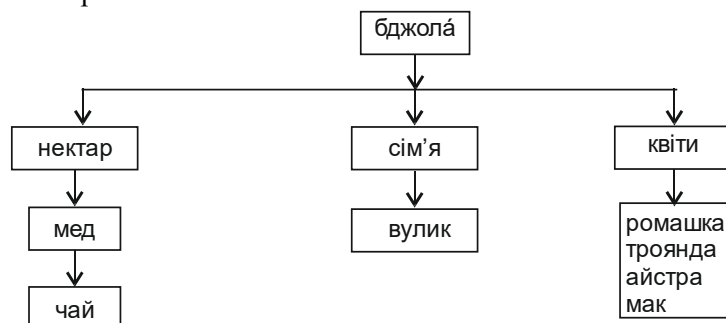 бджола́
нектар
сім’я
квіти
мед
вулик
ромашка
троянда
айстра
мак
чай